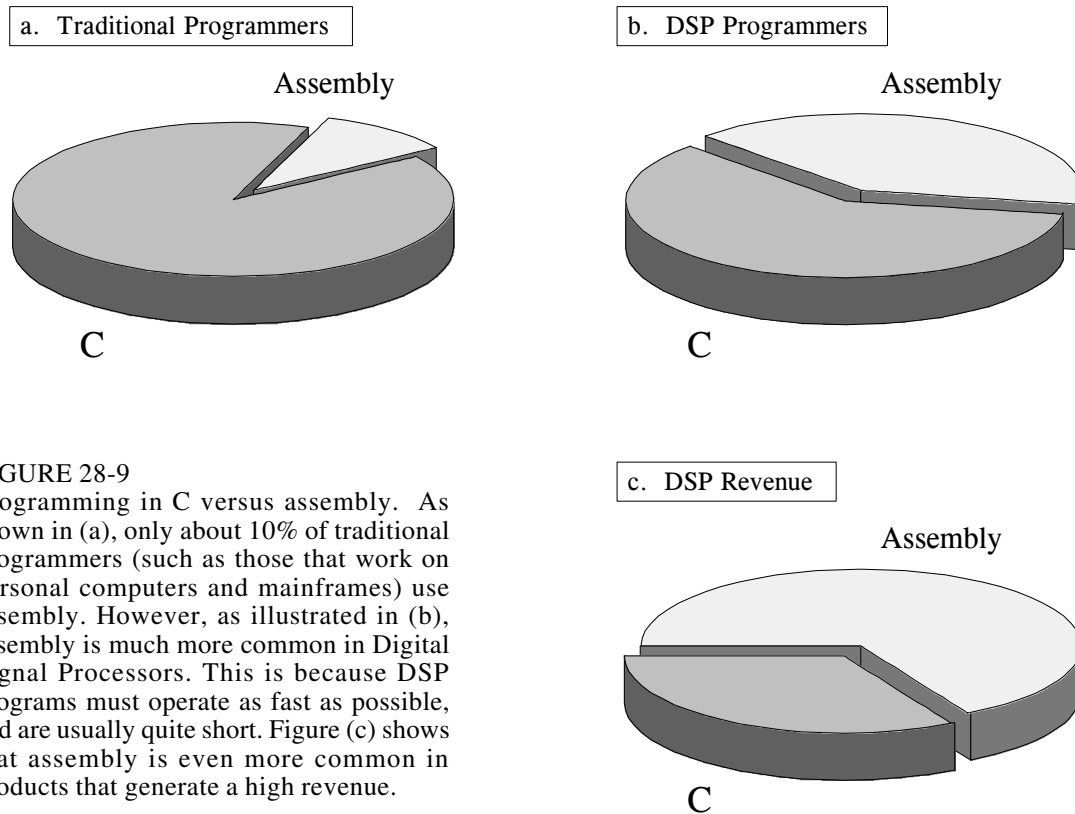 a. Traditional Programmers
Assembly
C
b. DSP Programmers
Assembly
C
GURE 28-9
ogramming in C versus assembly. As
own in (a), only about 10% of traditional
ogrammers (such as those that work on
rsonal computers and mainframes) use
sembly. However, as illustrated in (b),
sembly is much more common in Digital
gnal Processors. This is because DSP
ograms must operate as fast as possible,
d are usually quite short. Figure (c) shows
at assembly is even more common in
oducts that generate a high revenue.
c. DSP Revenue
Assembly
C